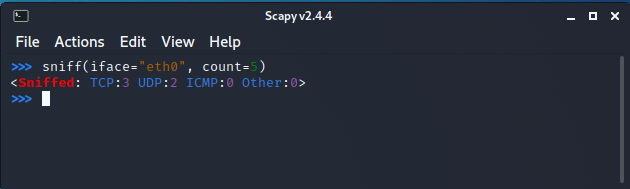 Scapy v2.4.4
File Actions Edit View Help
>>> sniff(iface="eth0", count=5)
<Sniffed: TCP:3 UDP:2 ICMP:0 Other:0>
>>>